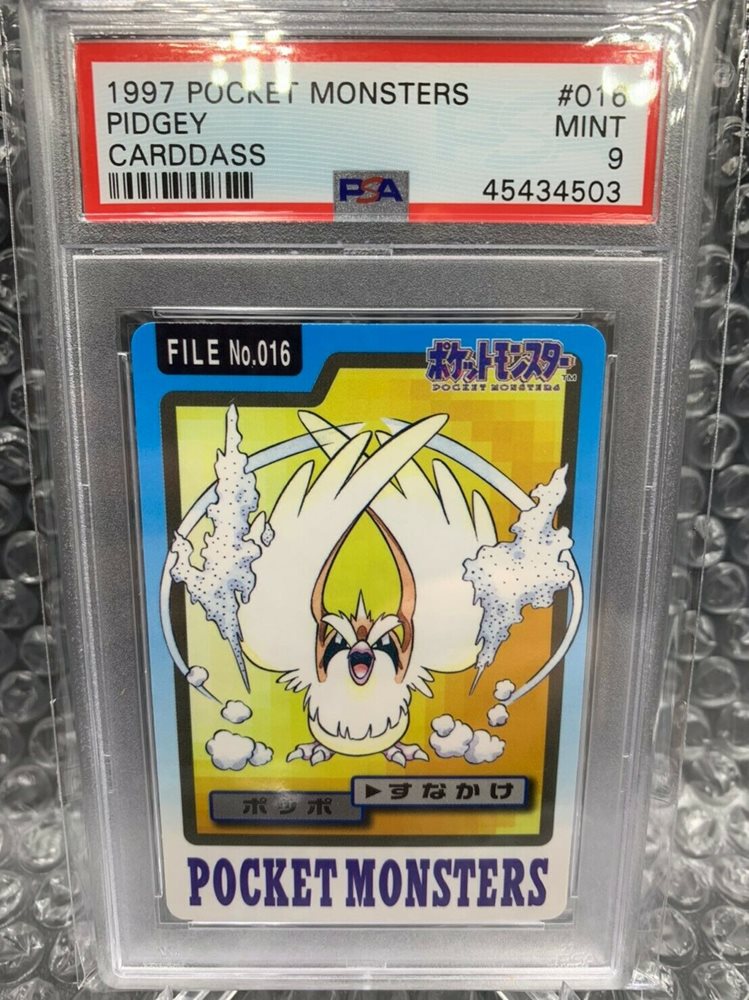 1997 POCKET MONSTERS #016
PIDGEY MINT
CARDDASS 9
PSA 45434503
FILE No.016
ポケットモンスター
TM
POCKET MONSTERS
▶すなかけ
ポッポ
POCKET MONSTERS